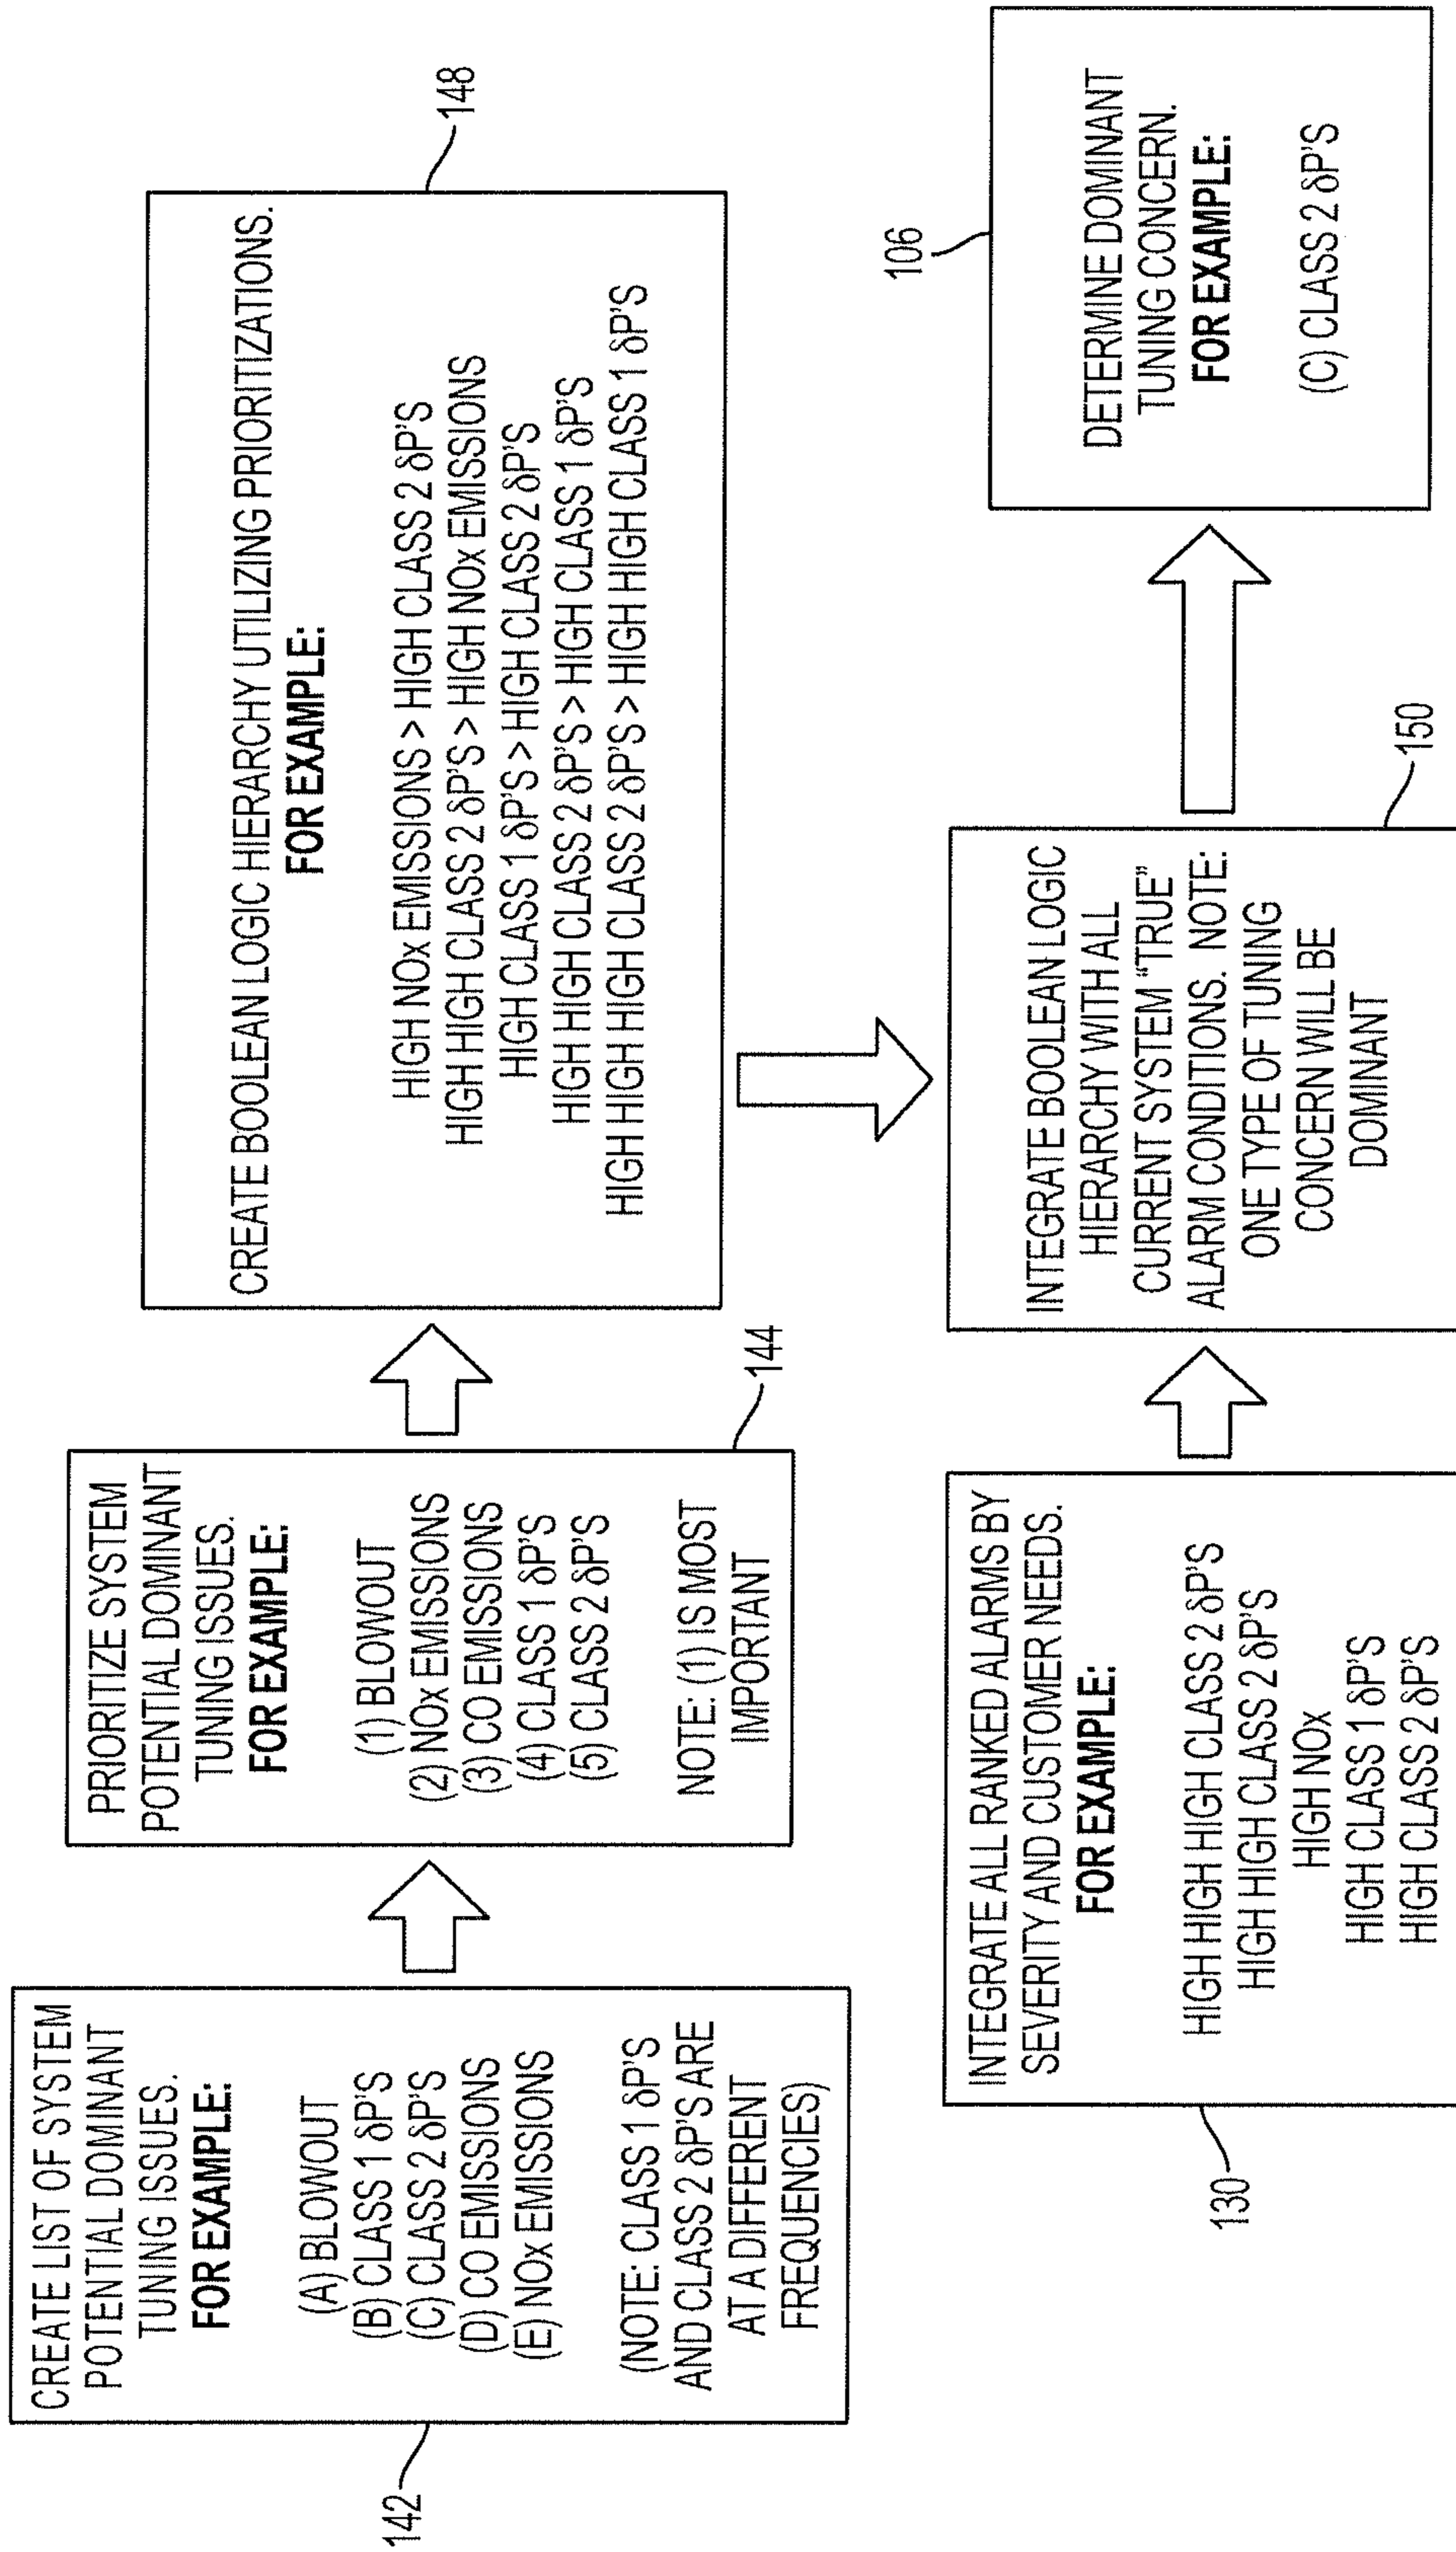 CREATE LIST OF SYSTEM
POTENTIAL DOMINANT
TUNING ISSUES.
FOR EXAMPLE:
(A) BLOWOUT
(B) CLASS 1 δP'S
(C) CLASS 2 δP'S
(D) CO EMISSIONS
(E) NOx EMISSIONS
(NOTE: CLASS 1 δP'S
AND CLASS 2 δP'S ARE
AT A DIFFERENT
FREQUENCIES)
142
PRIORITIZE SYSTEM
POTENTIAL DOMINANT
TUNING ISSUES.
FOR EXAMPLE:
(1) BLOWOUT
(2) NOx EMISSIONS
(3) CO EMISSIONS
(4) CLASS 1 δP'S
(5) CLASS 2 δP'S
NOTE: (1) IS MOST
IMPORTANT
144
CREATE BOOLEAN LOGIC HIERARCHY UTILIZING PRIORITIZATIONS.
FOR EXAMPLE:
HIGH NOx EMISSIONS > HIGH CLASS 2 δP'S
HIGH HIGH CLASS 2 δP'S > HIGH NOx EMISSIONS
HIGH CLASS 1 δP'S > HIGH CLASS 2 δP'S
HIGH HIGH CLASS 2 δP'S > HIGH CLASS 1 δP'S
HIGH HIGH HIGH CLASS 2 δP'S > HIGH HIGH CLASS 1 δP'S
148
INTEGRATE ALL RANKED ALARMS BY
SEVERITY AND CUSTOMER NEEDS.
FOR EXAMPLE:
HIGH HIGH HIGH CLASS 2 δP'S
HIGH HIGH CLASS 2 δP'S
HIGH NOx
HIGH CLASS 1 δP'S
HIGH CLASS 2 δP'S
130
INTEGRATE BOOLEAN LOGIC
HIERARCHY WITH ALL
CURRENT SYSTEM “TRUE”
ALARM CONDITIONS. NOTE:
ONE TYPE OF TUNING
CONCERN WILL BE
DOMINANT
150
DETERMINE DOMINANT
TUNING CONCERN.
FOR EXAMPLE:
(C) CLASS 2 δP'S
106